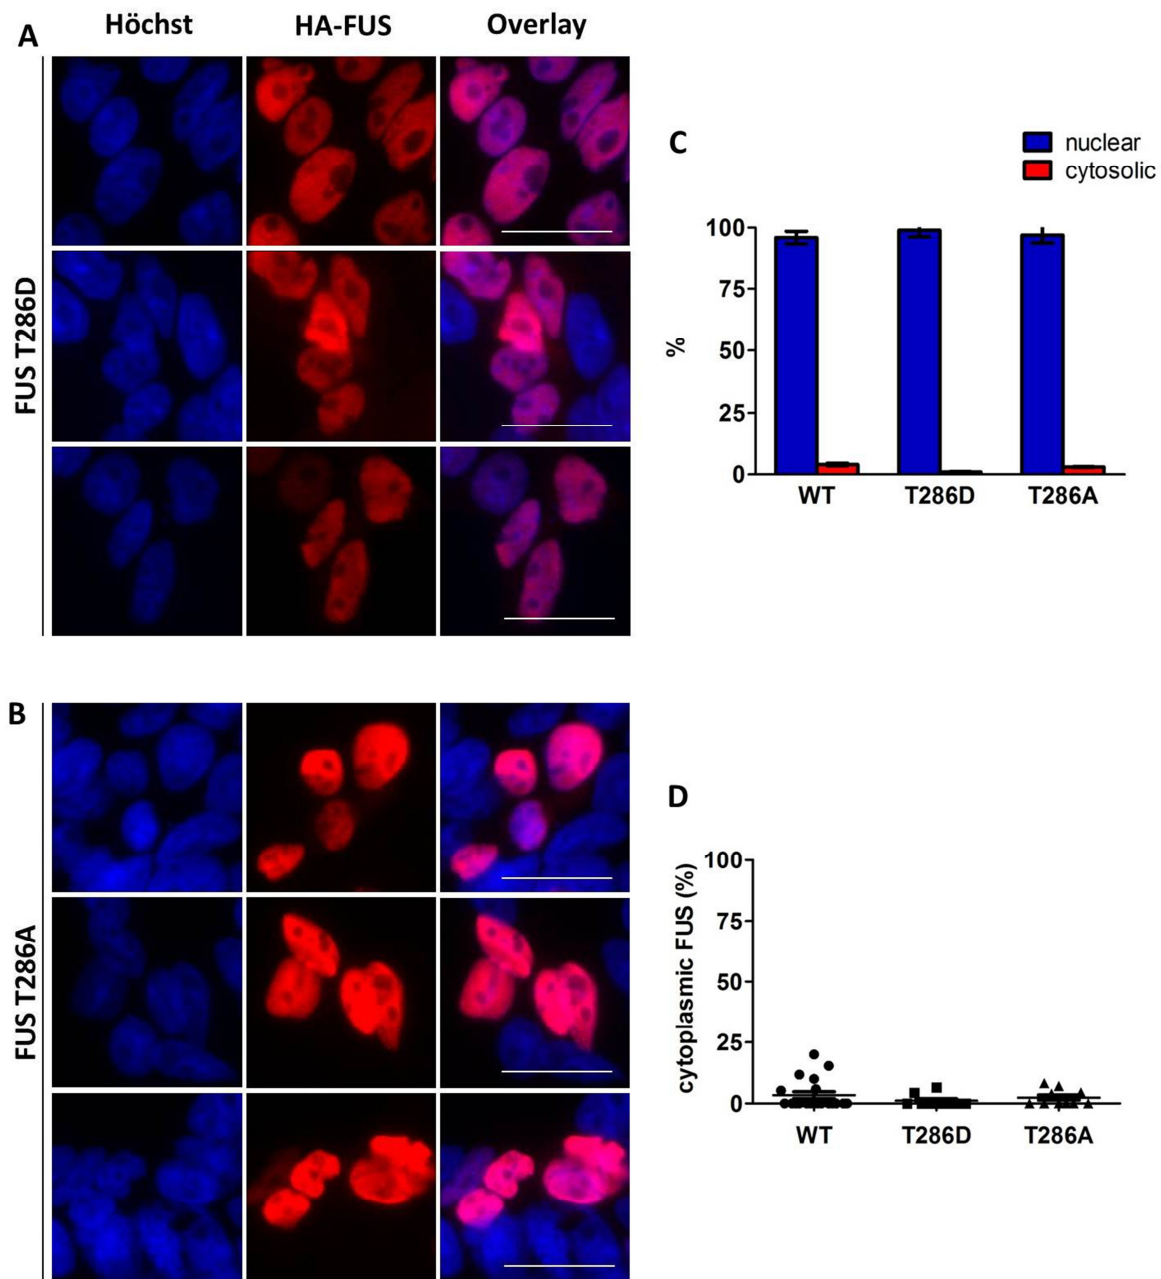 A
Höchst HA-FUS Overlay
FUS T286D
B
FUS T286A
C
nuclear
cytosolic
100
75
50
25
0
%
WT T286D T286A
D
100
75
50
25
0
cytoplasmic FUS (%)
WT T286D T286A